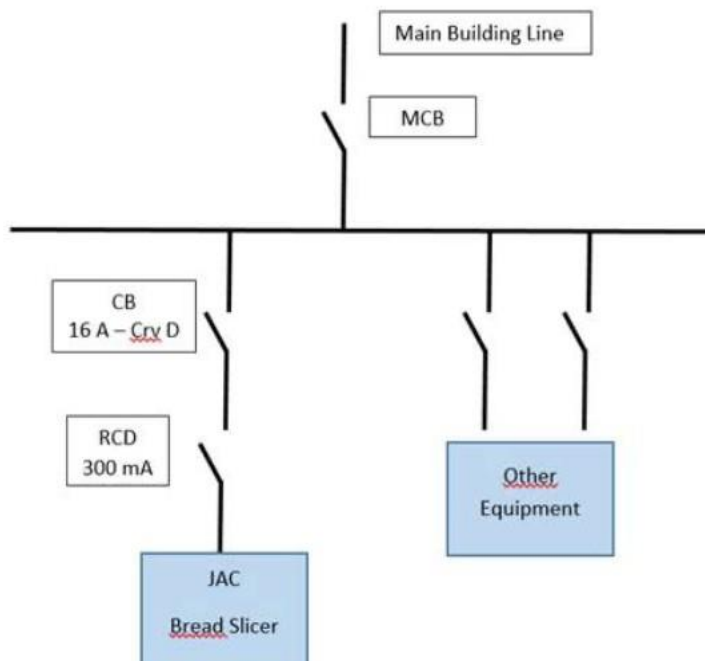 Main Building Line
MCB
CB
16 A – Crv D
RCD
300 mA
Other
Equipment
JAC
Bread Slicer